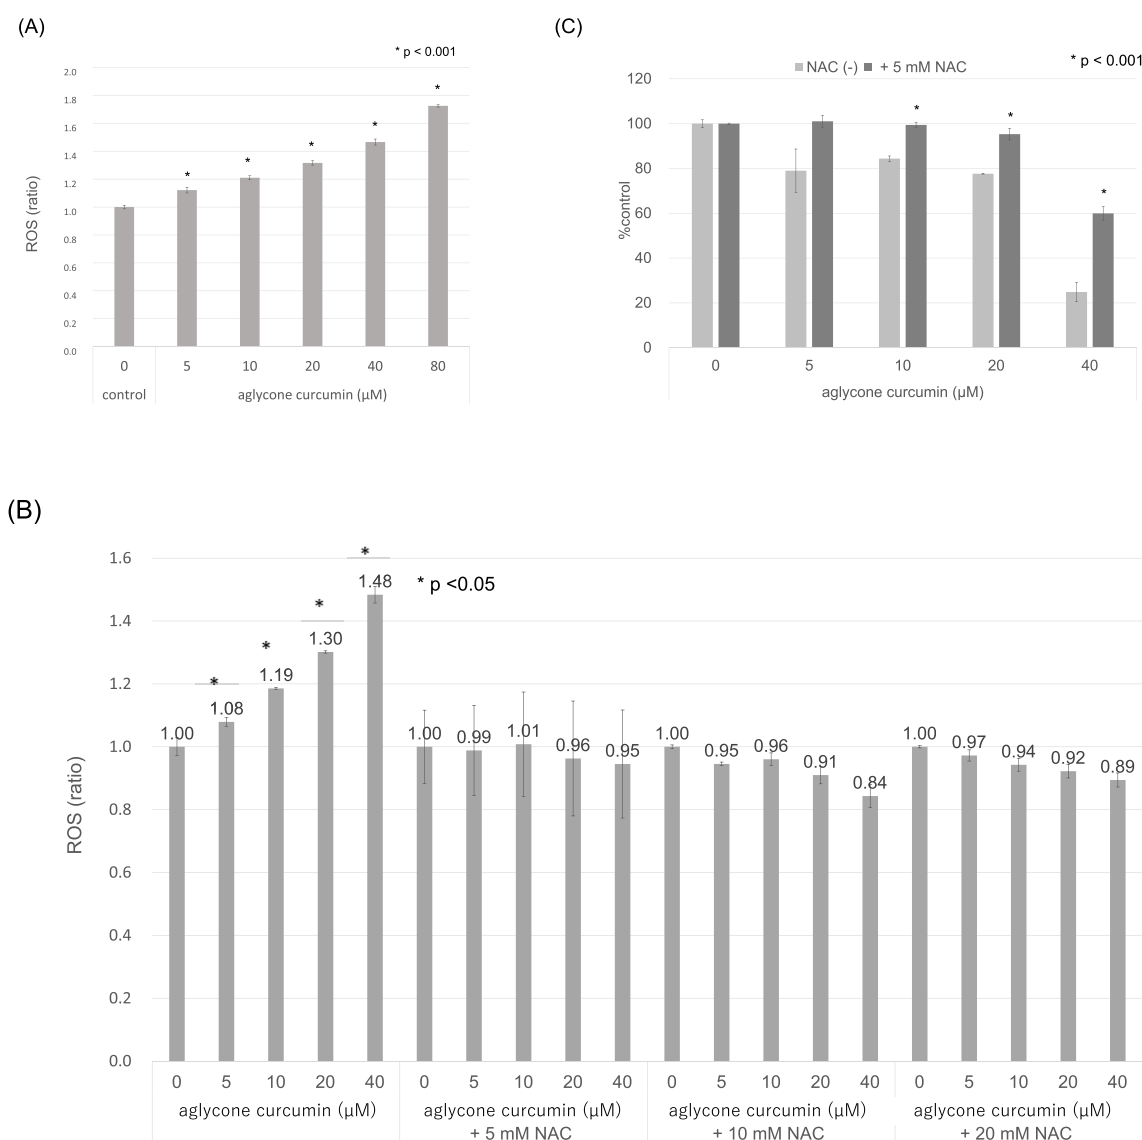 (A)
* p < 0.001
2.0
1.8
1.6
1.4
1.2
1.0
0.8
0.6
0.4
0.2
0.0
ROS (ratio)
* * * * *
0 5 10 20 40 80
control aglycone curcumin (μM)
(C)
NAC (-) + 5 mM NAC
* p < 0.001
120
100
80
60
40
20
0
%control
* * *
0 5 10 20 40
aglycone curcumin (μM)
(B)
1.6
1.4
1.2
1.0
0.8
0.6
0.4
0.2
0.0
ROS (ratio)
* * * *
* p <0.05
1.00 1.08 1.19 1.30 1.48 1.00 0.99 1.01 0.96 0.95 1.00 0.95 0.96 0.91 0.84 1.00 0.97 0.94 0.92 0.89
0 5 10 20 40 0 5 10 20 40 0 5 10 20 40 0 5 10 20 40
aglycone curcumin (μM) aglycone curcumin (μM) aglycone curcumin (μM) aglycone curcumin (μM)
+ 5 mM NAC + 10 mM NAC + 20 mM NAC